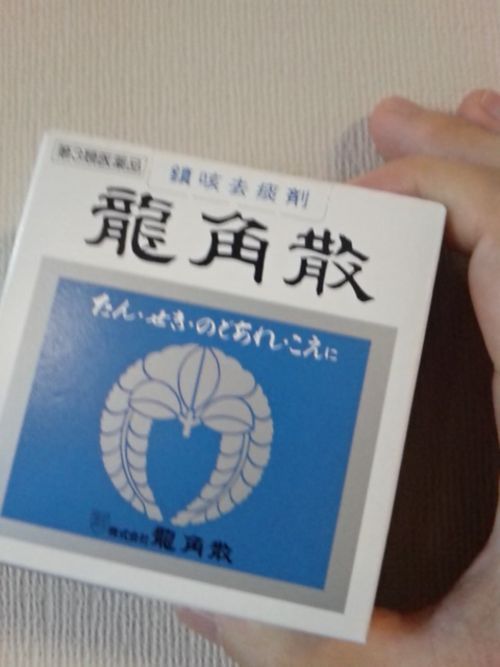 第3類医薬品
鎮咳去痰剤
龍角散
たん・せき・のどあれ・こえに
株式会社 龍角散